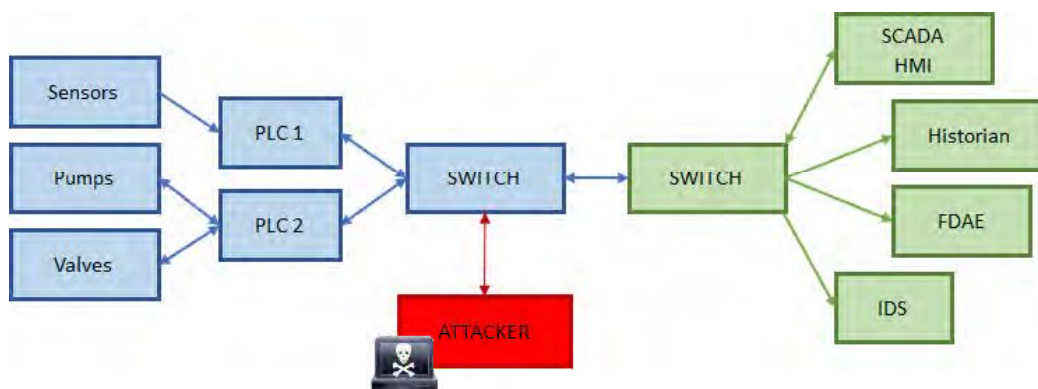 Sensors
Pumps
Valves
PLC 1
PLC 2
SWITCH
ATTACKER
SWITCH
SCADA
HMI
Historian
FDAE
IDS